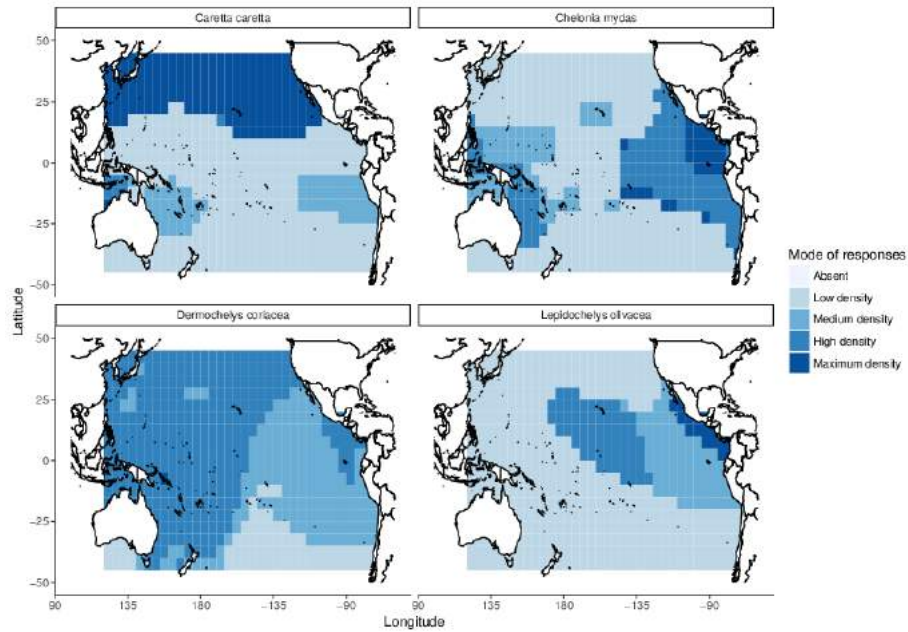 Caretta caretta
Chelonia mydas
50
25
0
−25
−50
Dermochelys coriacea
Lepidochelys olivacea
50
25
0
−25
−50
90
135
180
−135
−90
90
135
180
−135
−90
Latitude
Longitude
Mode of responses
Absent
Low density
Medium density
High density
Maximum density